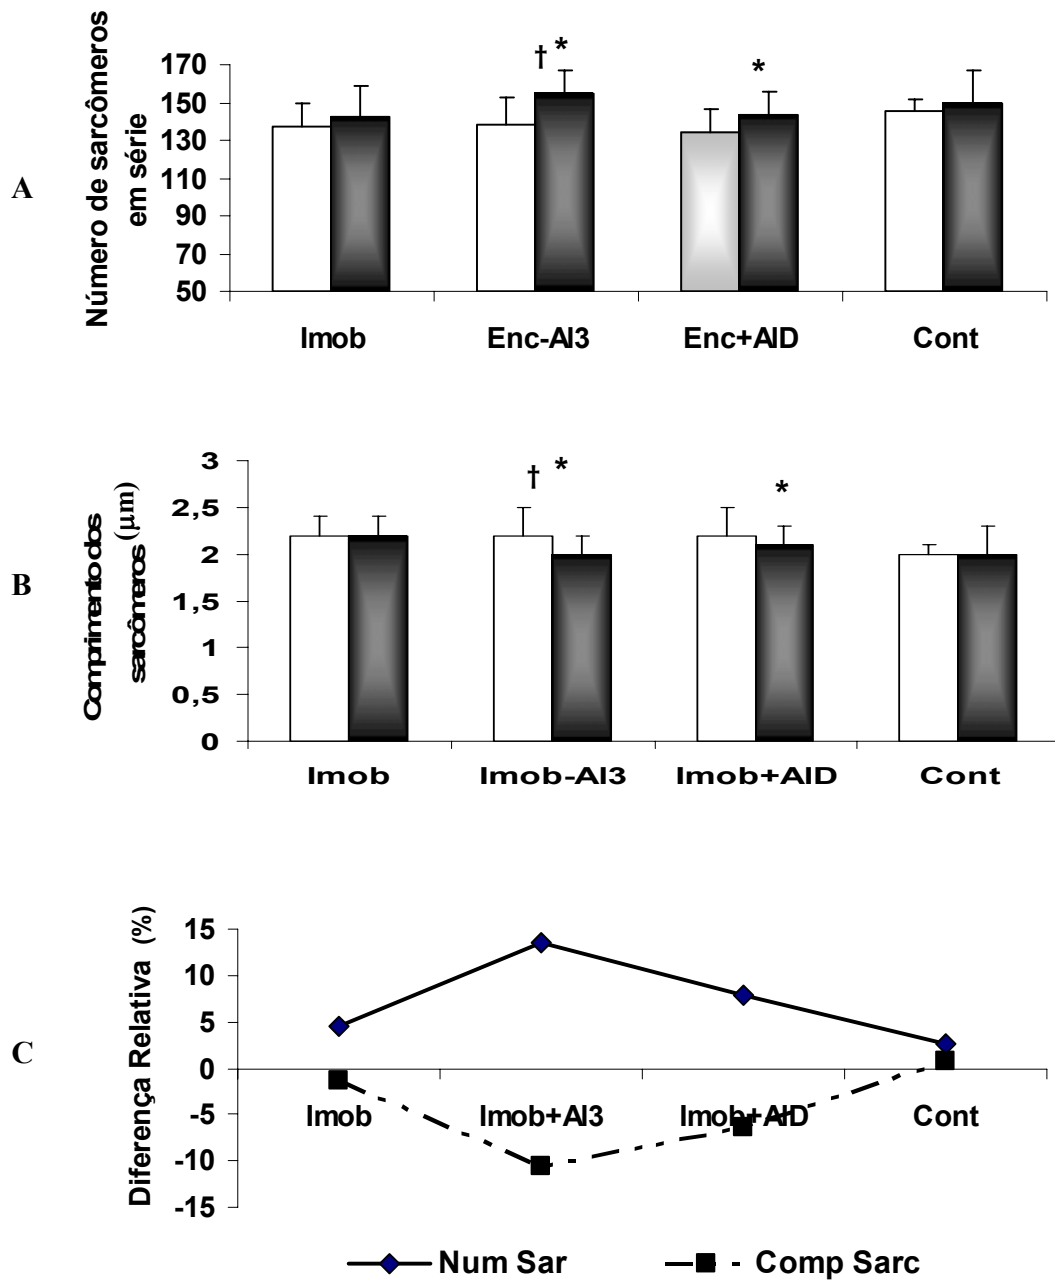 A
Número de sarcômeros
em série
† *
*
170
150
130
110
90
70
50
Imob Enc-AI3 Enc+AID Cont
B
Comprimento dos
sarcômeros (µm)
† *
*
3
2,5
2
1,5
1
0,5
0
Imob Imob-AI3 Imob+AID Cont
C
Diferença Relativa (%)
15
10
5
0
-5
-10
-15
Imob Imob+AI3 Imob+AID Cont
Num Sar Comp Sarc